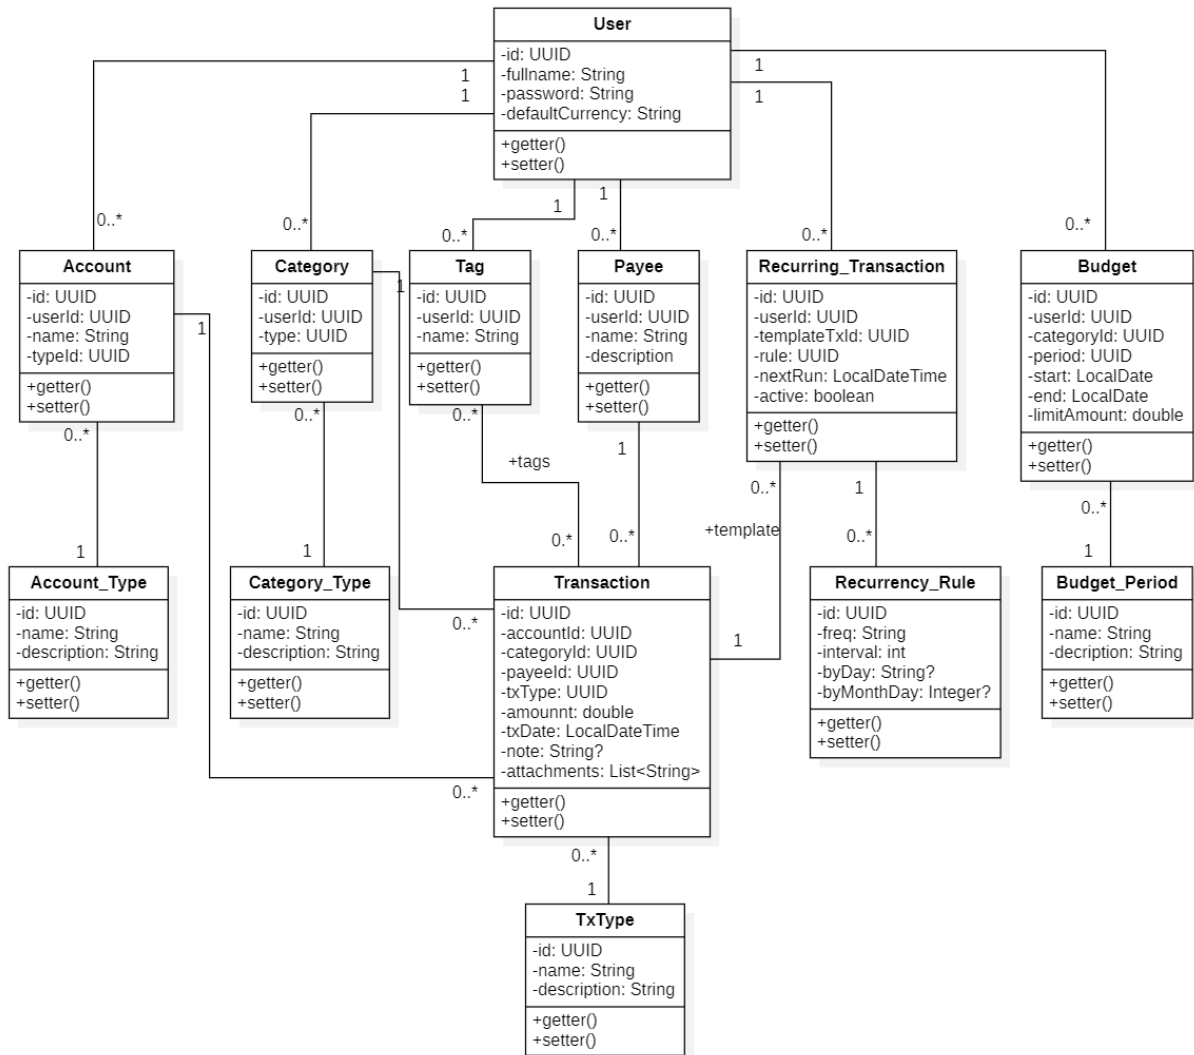 User
-id: UUID
-fullname: String
-password: String
-defaultCurrency: String
+getter()
+setter()
1
1
1
1
1
1
0..*
0..*
0..*
0..*
0..*
0..*
Account
-id: UUID
-userId: UUID
-name: String
-typeId: UUID
+getter()
+setter()
Category
-id: UUID
-userId: UUID
-type: UUID
+getter()
+setter()
Tag
-id: UUID
-userId: UUID
-name: String
+getter()
+setter()
Payee
-id: UUID
-userId: UUID
-name: String
-description
+getter()
+setter()
Recurring_Transaction
-id: UUID
-userId: UUID
-templateTxId: UUID
-rule: UUID
-nextRun: LocalDateTime
-active: boolean
+getter()
+setter()
Budget
-id: UUID
-userId: UUID
-categoryId: UUID
-period: UUID
-start: LocalDate
-end: LocalDate
-limitAmount: double
+getter()
+setter()
1
1
0..*
0..*
0..*
1
0..*
1
0..*
+tags
+template
1
1
0..*
0..*
0..*
1
Account_Type
-id: UUID
-name: String
-description: String
+getter()
+setter()
Category_Type
-id: UUID
-name: String
-description: String
+getter()
+setter()
0..*
0..*
1
Transaction
-id: UUID
-accountId: UUID
-categoryId: UUID
-payeeId: UUID
-txType: UUID
-amounnt: double
-txDate: LocalDateTime
-note: String?
-attachments: List<String>
+getter()
+setter()
Recurrency_Rule
-id: UUID
-freq: String
-interval: int
-byDay: String?
-byMonthDay: Integer?
+getter()
+setter()
Budget_Period
-id: UUID
-name: String
-decription: String
+getter()
+setter()
0..*
1
TxType
-id: UUID
-name: String
-description: String
+getter()
+setter()